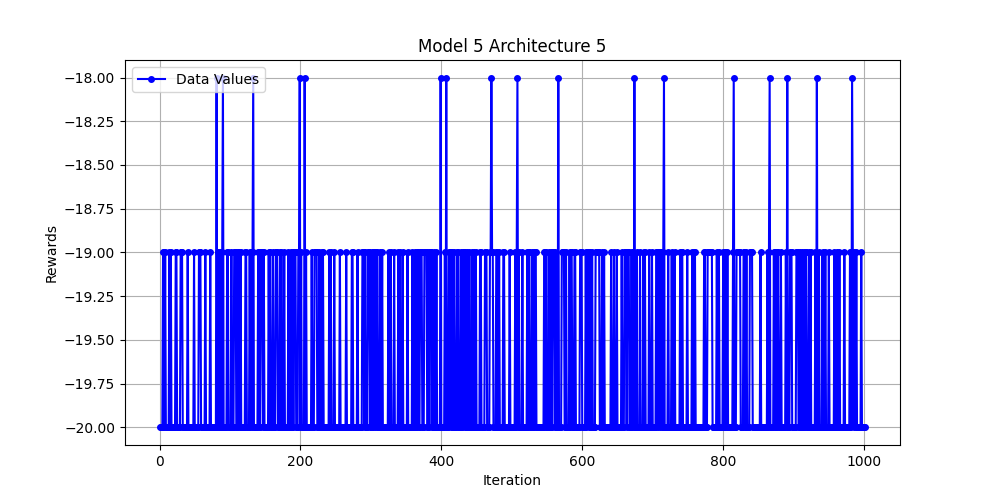 Model 5 Architecture 5
Data Values
−18.00
−18.25
−18.50
−18.75
−19.00
−19.25
−19.50
−19.75
−20.00
Rewards
0 200 400 600 800 1000
Iteration